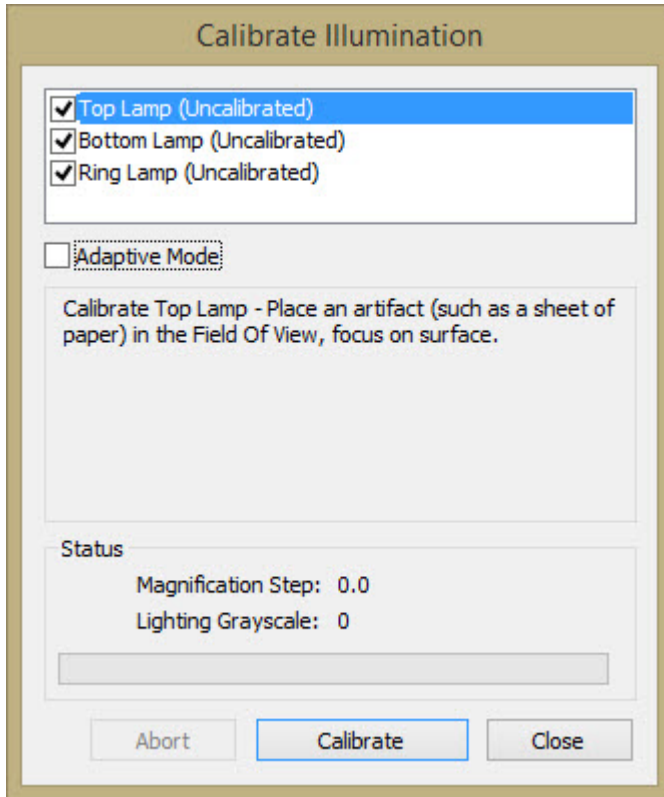 Calibrate Illumination
Top Lamp (Uncalibrated)
Bottom Lamp (Uncalibrated)
Ring Lamp (Uncalibrated)
Adaptive Mode
Calibrate Top Lamp - Place an artifact (such as a sheet of
paper) in the Field Of View, focus on surface.
Status
Magnification Step: 0.0
Lighting Grayscale: 0
Abort Calibrate Close